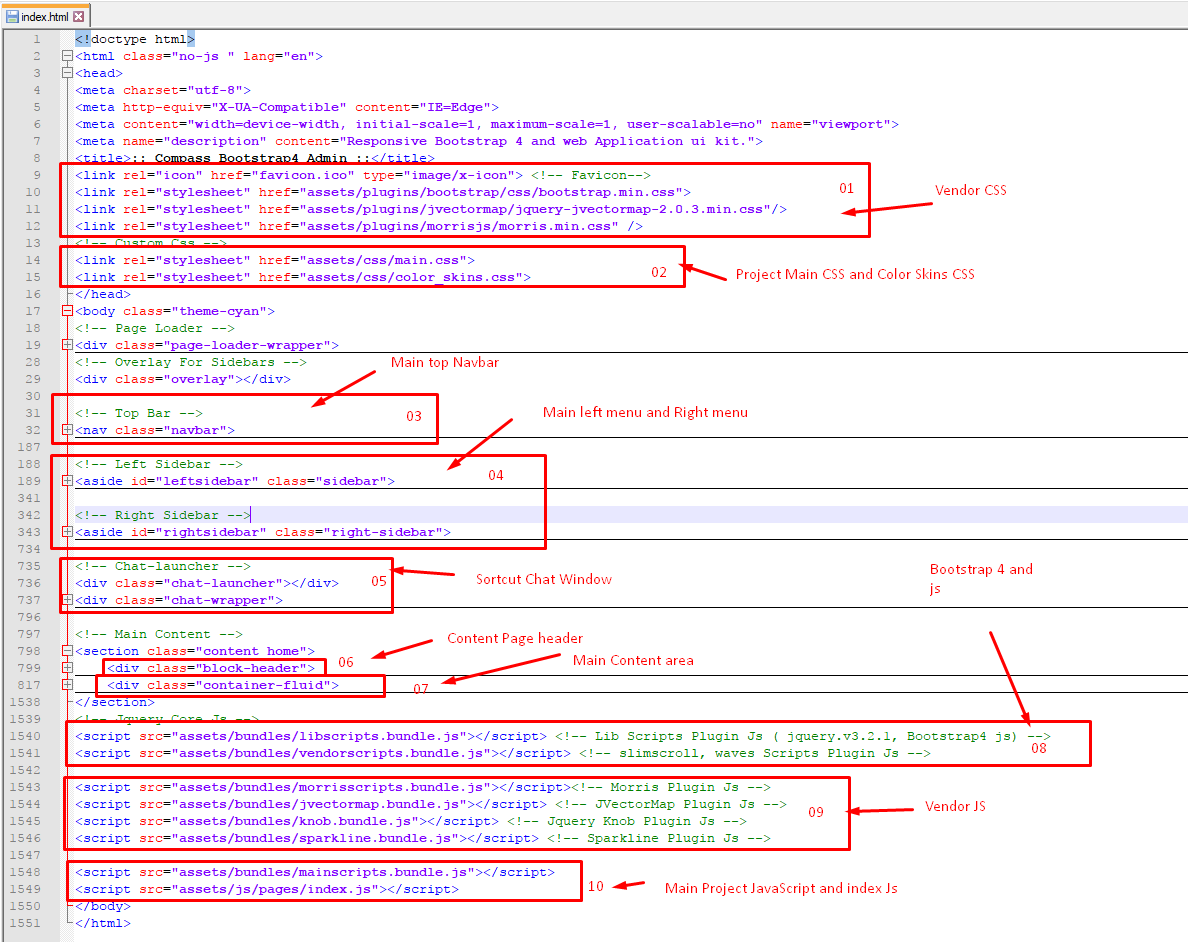 index.html
1 <!doctype html>
2 <html class="no-js " lang="en">
3 <head>
4 <meta charset="utf-8">
5 <meta http-equiv="X-UA-Compatible" content="IE=Edge">
6 <meta content="width=device-width, initial-scale=1, maximum-scale=1, user-scalable=no" name="viewport">
7 <meta name="description" content="Responsive Bootstrap 4 and web Application ui kit.">
8 <title>:: Compass Bootstrap4 Admin ::</title>
9 <link rel="icon" href="favicon.ico" type="image/x-icon"> <!-- Favicon-->
10 <link rel="stylesheet" href="assets/plugins/bootstrap/css/bootstrap.min.css">
01
Vendor CSS
11 <link rel="stylesheet" href="assets/plugins/jvectormap/jquery-jvectormap-2.0.3.min.css"/>
12 <link rel="stylesheet" href="assets/plugins/morrisjs/morris.min.css" />
13 <!-- Custom Css -->
14 <link rel="stylesheet" href="assets/css/main.css">
15 <link rel="stylesheet" href="assets/css/color_skins.css">
02
Project Main CSS and Color Skins CSS
16 </head>
17 <body class="theme-cyan">
18 <!-- Page Loader -->
19 <div class="page-loader-wrapper">
28 <!-- Overlay For Sidebars -->
Main top Navbar
29 <div class="overlay"></div>
30
31 <!-- Top Bar -->
03
Main left menu and Right menu
32 <nav class="navbar">
187
188 <!-- Left Sidebar -->
04
189 <aside id="leftsidebar" class="sidebar">
341
342 <!-- Right Sidebar -->
343 <aside id="rightsidebar" class="right-sidebar">
734
735 <!-- Chat-launcher -->
736 <div class="chat-launcher"></div>
05
Sortcut Chat Window
Bootstrap 4 and
js
737 <div class="chat-wrapper">
796
797 <!-- Main Content -->
Content Page header
798 <section class="content home">
799 <div class="block-header">
06
Main Content area
817 <div class="container-fluid">
07
1538 </section>
1539 <!-- Jquery Core Js -->
1540 <script src="assets/bundles/libscripts.bundle.js"></script> <!-- Lib Scripts Plugin Js ( jquery.v3.2.1, Bootstrap4 js) -->
1541 <script src="assets/bundles/vendorscripts.bundle.js"></script> <!-- slimscroll, waves Scripts Plugin Js -->
08
1542
1543 <script src="assets/bundles/morrisscripts.bundle.js"></script><!-- Morris Plugin Js -->
1544 <script src="assets/bundles/jvectormap.bundle.js"></script> <!-- JVectorMap Plugin Js -->
09
Vendor JS
1545 <script src="assets/bundles/knob.bundle.js"></script> <!-- Jquery Knob Plugin Js -->
1546 <script src="assets/bundles/sparkline.bundle.js"></script> <!-- Sparkline Plugin Js -->
1547
1548 <script src="assets/bundles/mainscripts.bundle.js"></script>
1549 <script src="assets/js/pages/index.js"></script>
10
Main Project JavaScript and index Js
1550 </body>
1551 </html>